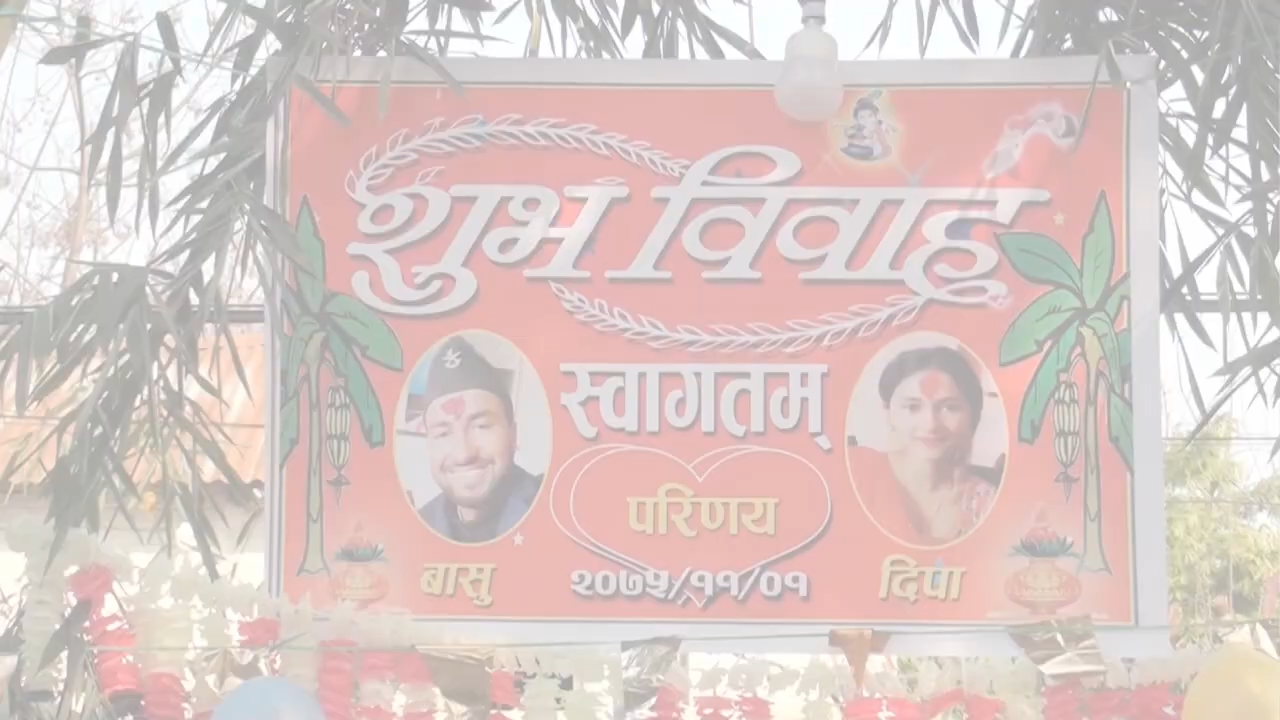 शुभ विवाह
स्वागतम्
परिणय
बासु २०७५/११/०१ दिपा